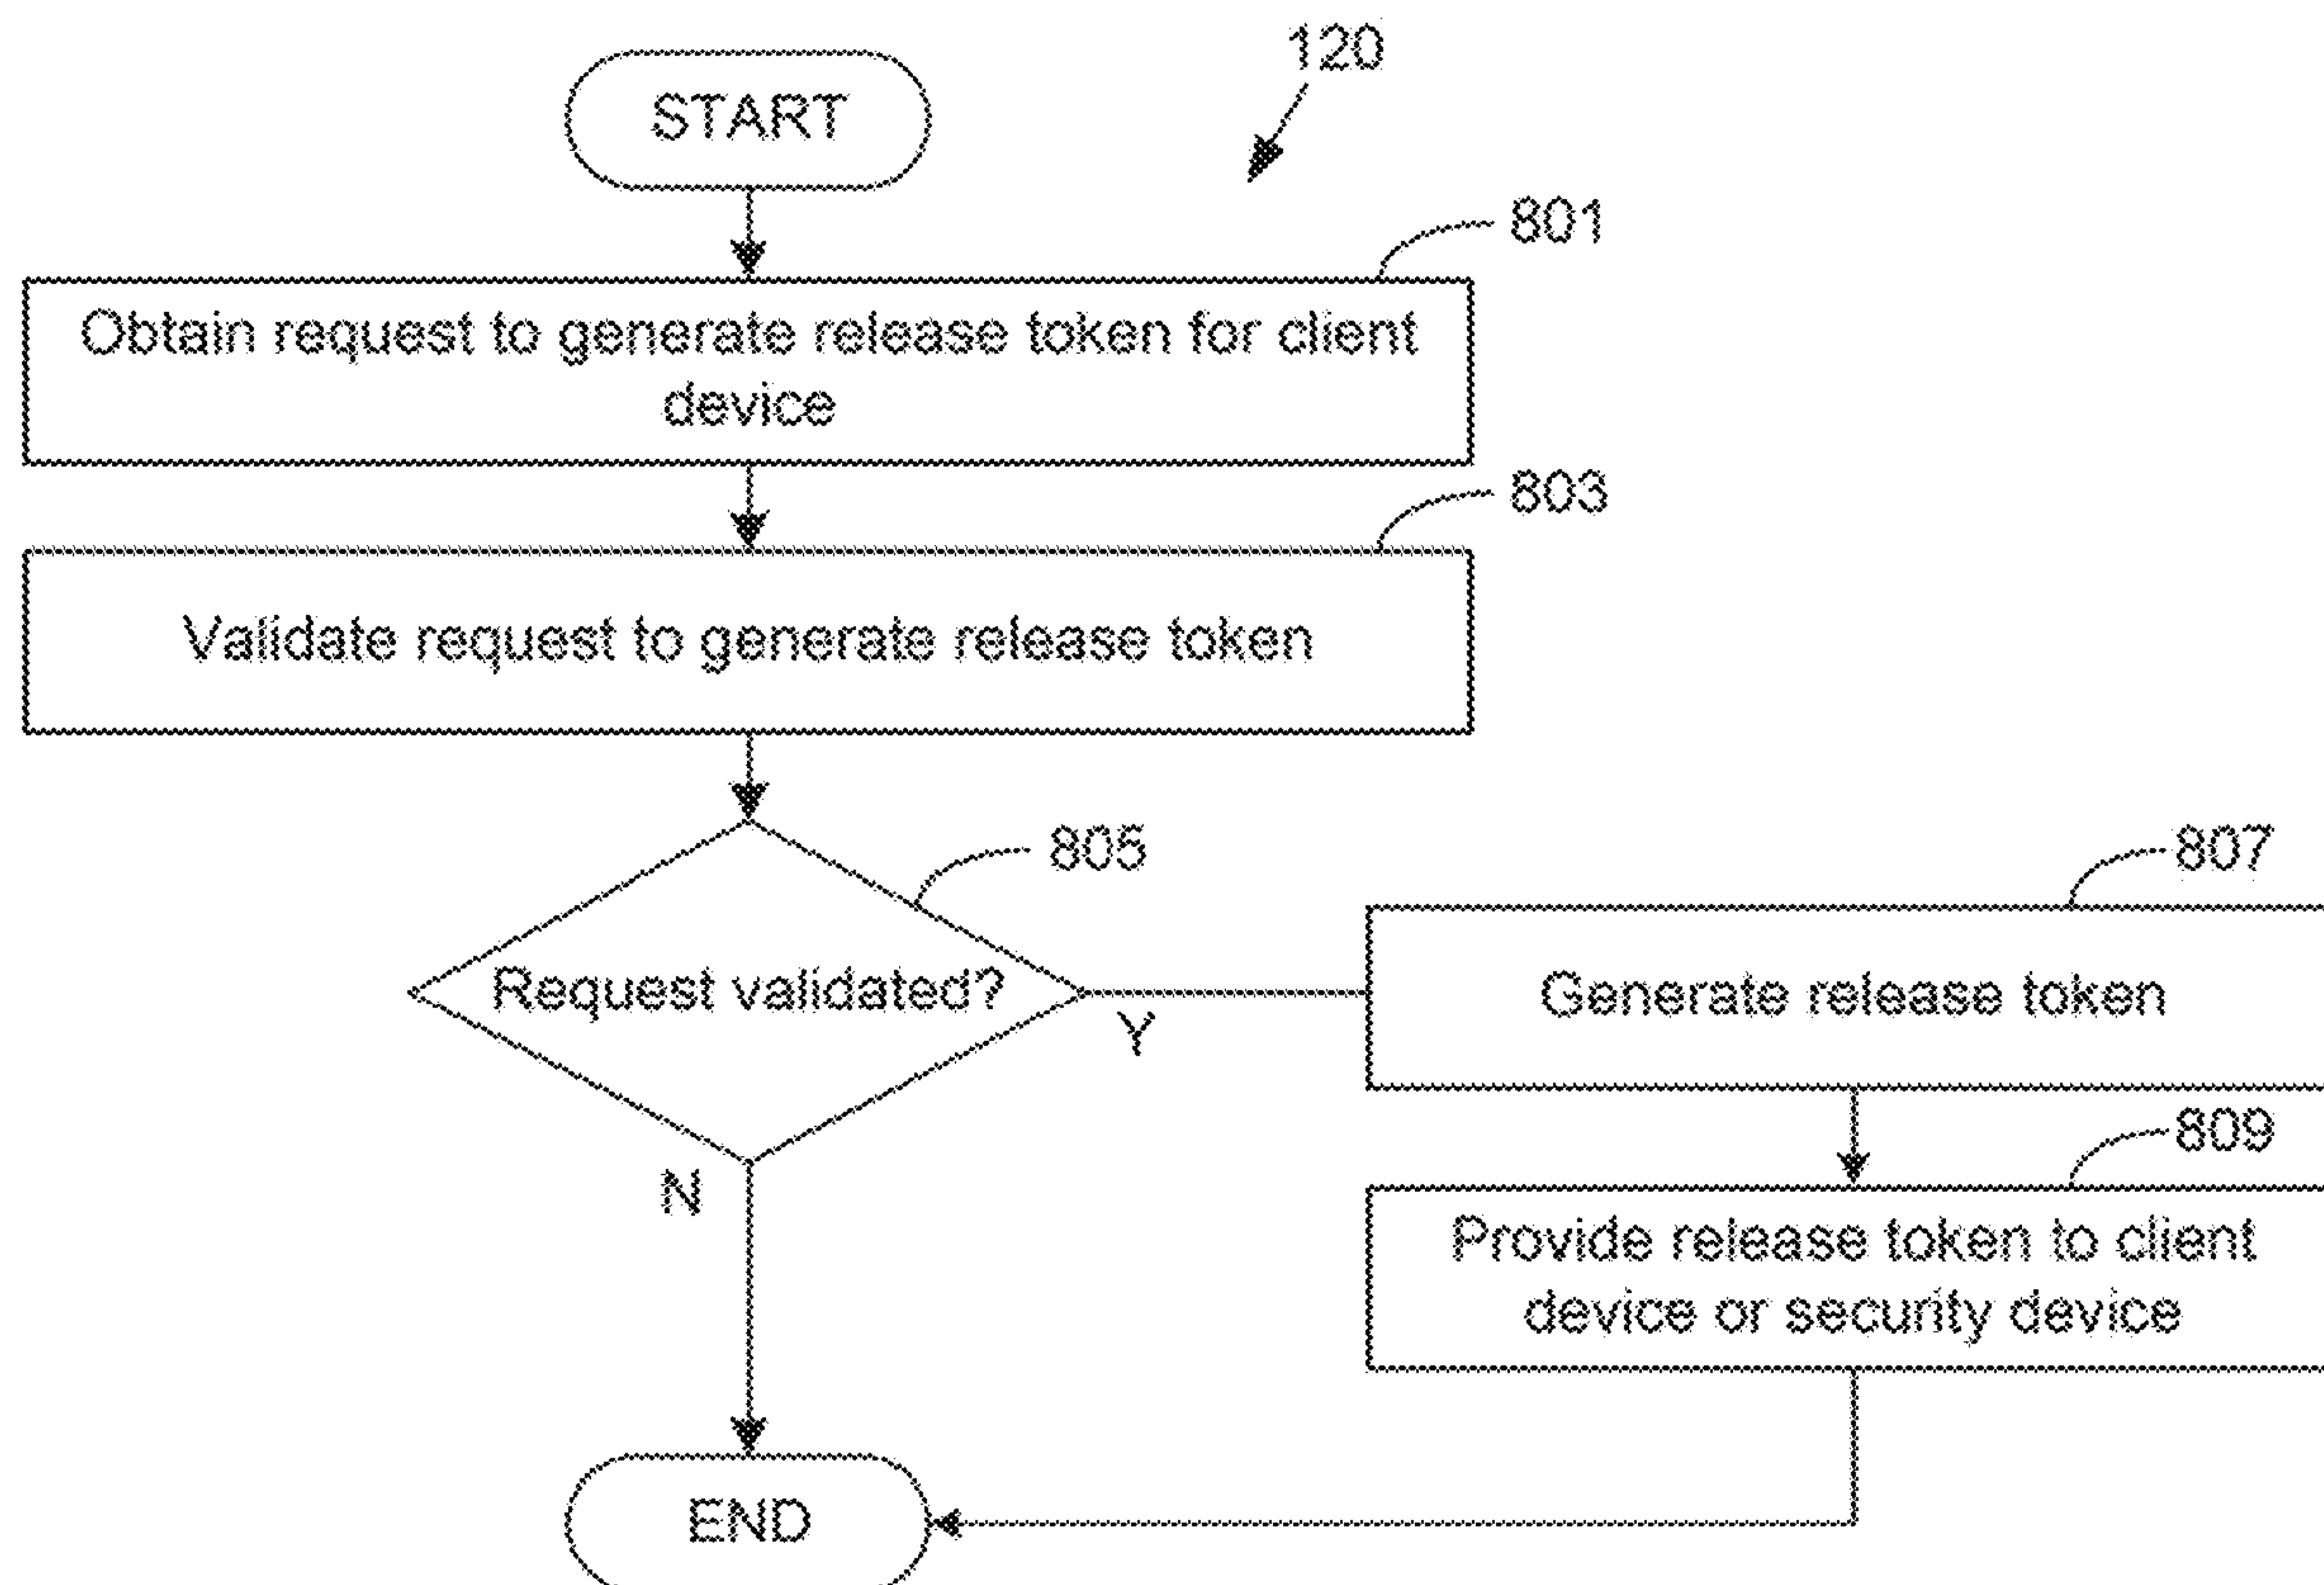 120
START
801
Obtain request to generate release token for client
device
803
Validate request to generate release token
805
Request validated?
Y
N
807
Generate release token
809
Provide release token to client
device or security device
END